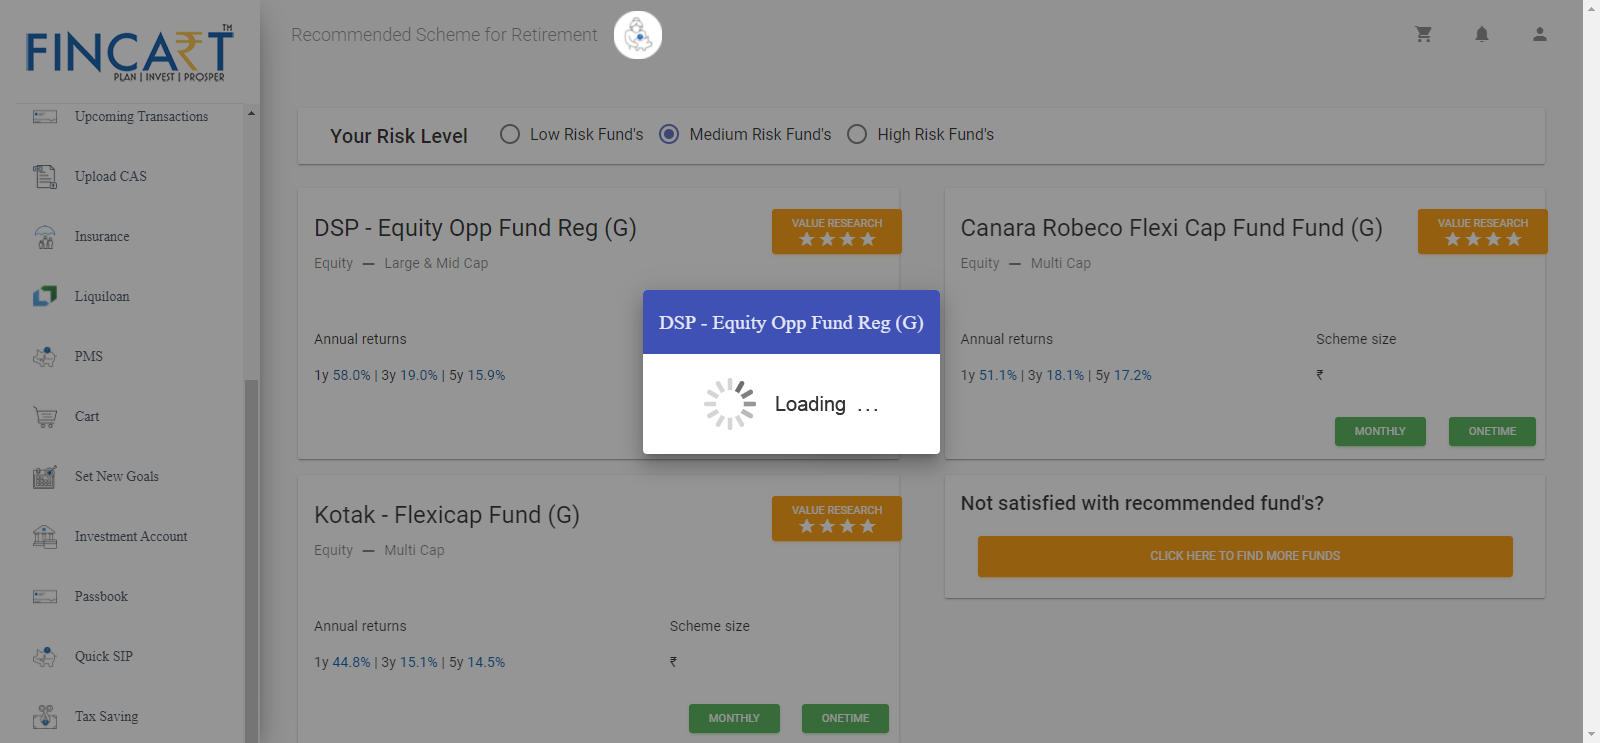 FINCART TM
PLAN | INVEST | PROSPER
Recommended Scheme for Retirement
Upcoming Transactions
Upload CAS
Insurance
Liquiloan
PMS
Cart
Set New Goals
Investment Account
Passbook
Quick SIP
Tax Saving
Your Risk Level
Low Risk Fund's
Medium Risk Fund's
High Risk Fund's
DSP - Equity Opp Fund Reg (G)
VALUE RESEARCH
Equity — Large & Mid Cap
Annual returns
1y 58.0% | 3y 19.0% | 5y 15.9%
Canara Robeco Flexi Cap Fund Fund (G)
VALUE RESEARCH
Equity — Multi Cap
Annual returns
Scheme size
1y 51.1% | 3y 18.1% | 5y 17.2%
₹
MONTHLY
ONETIME
DSP - Equity Opp Fund Reg (G)
Loading ...
Kotak - Flexicap Fund (G)
VALUE RESEARCH
Equity — Multi Cap
Annual returns
Scheme size
1y 44.8% | 3y 15.1% | 5y 14.5%
₹
MONTHLY
ONETIME
Not satisfied with recommended fund's?
CLICK HERE TO FIND MORE FUNDS